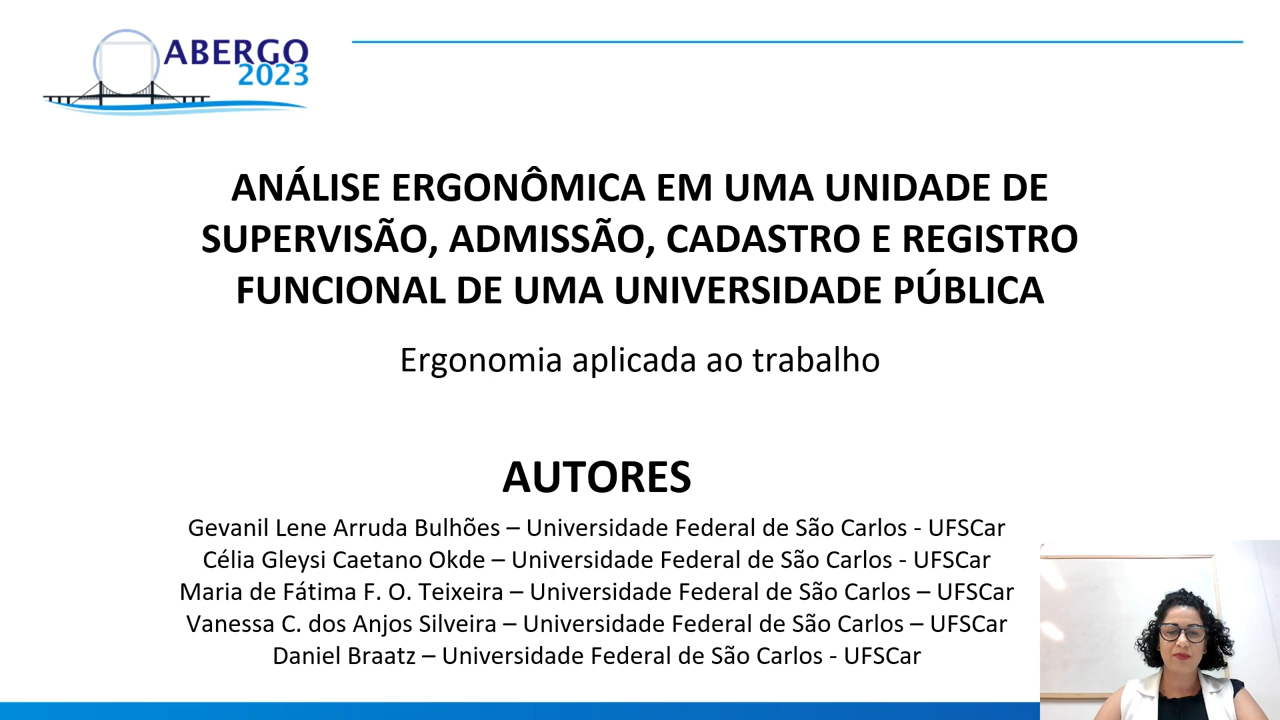 ABERGO
2023
ANÁLISE ERGONÔMICA EM UMA UNIDADE DE
SUPERVISÃO, ADMISSÃO, CADASTRO E REGISTRO
FUNCIONAL DE UMA UNIVERSIDADE PÚBLICA
Ergonomia aplicada ao trabalho
AUTORES
Gevanil Lene Arruda Bulhões – Universidade Federal de São Carlos - UFSCar
Célia Gleysi Caetano Okde – Universidade Federal de São Carlos - UFSCar
Maria de Fátima F. O. Teixeira – Universidade Federal de São Carlos – UFSCar
Vanessa C. dos Anjos Silveira – Universidade Federal de São Carlos – UFSCar
Daniel Braatz – Universidade Federal de São Carlos - UFSCar